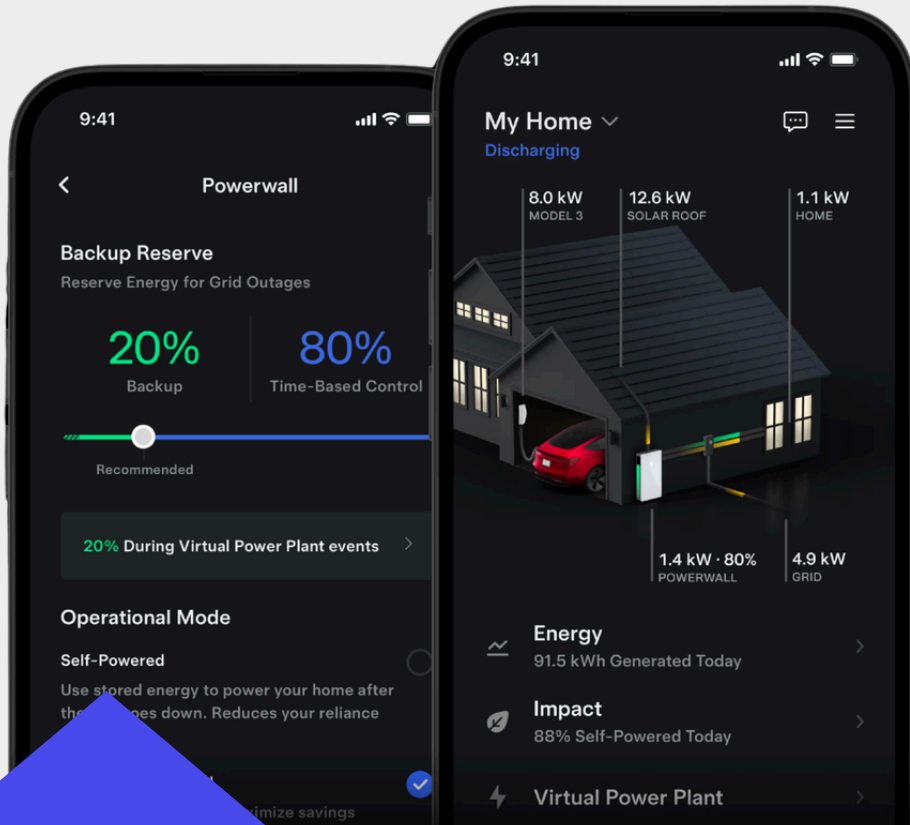 9:41
Powerwall
Backup Reserve
Reserve Energy for Grid Outages
20%
Backup
80%
Time-Based Control
Recommended
20% During Virtual Power Plant events
Operational Mode
Self-Powered
Use stored energy to power your home after
down. Reduces your reliance
savings
9:41
My Home
Discharging
8.0 kW
MODEL 3
12.6 kW
SOLAR ROOF
1.1 kW
HOME
1.4 kW · 80%
POWERWALL
4.9 kW
GRID
Energy
91.5 kWh Generated Today
Impact
88% Self-Powered Today
Virtual Power Plant